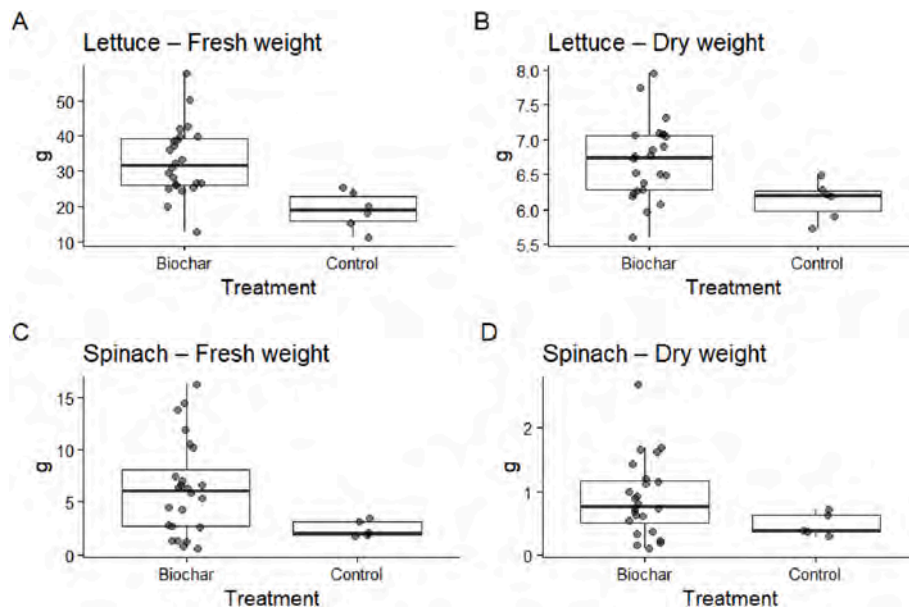 A
Lettuce – Fresh weight
g
50
40
30
20
10
Biochar
Control
Treatment
B
Lettuce – Dry weight
g
8.0
7.5
7.0
6.5
6.0
5.5
Biochar
Control
Treatment
C
Spinach – Fresh weight
g
15
10
5
0
Biochar
Control
Treatment
D
Spinach – Dry weight
g
2
1
0
Biochar
Control
Treatment